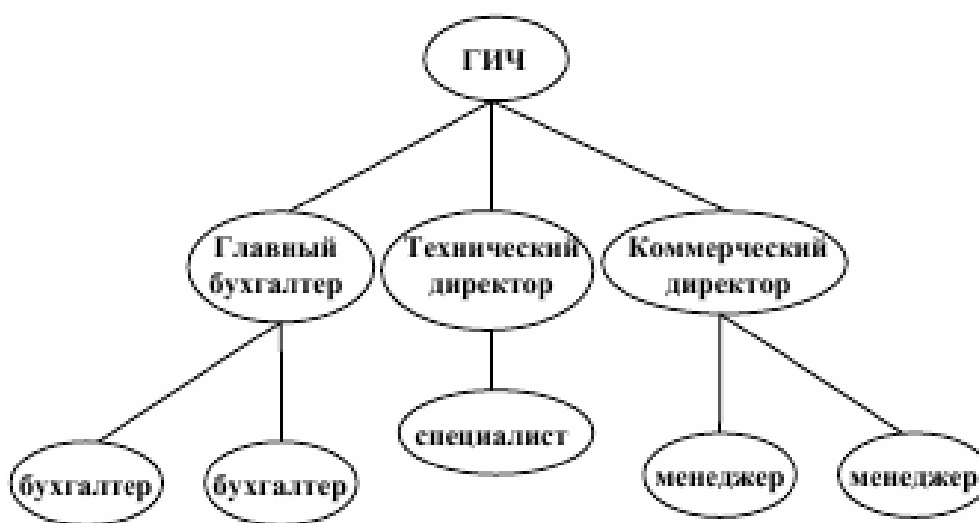 ГИЧ
Главный
бухгалтер
Технический
директор
Коммерческий
директор
бухгалтер
бухгалтер
специалист
менеджер
менеджер